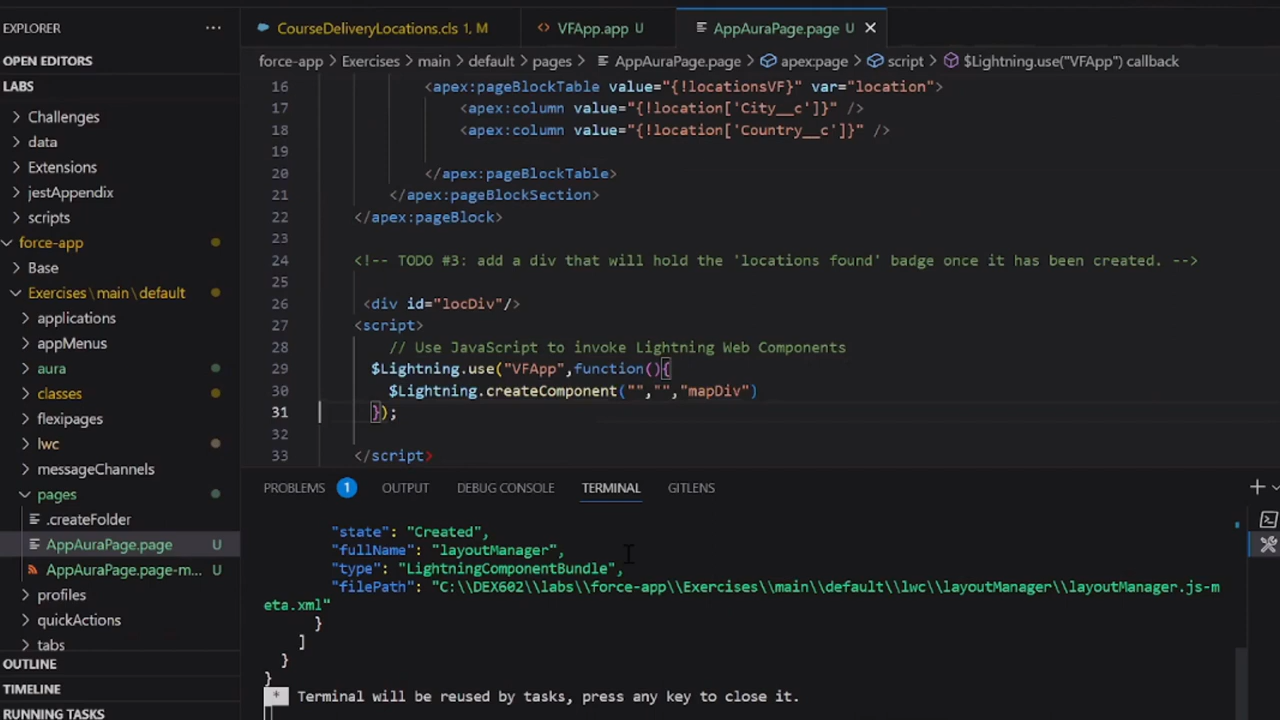 EXPLORER
...
CourseDeliveryLocations.cls 1, M
VFApp.app U
AppAuraPage.page U
OPEN EDITORS
force-app > Exercises > main > default > pages > AppAuraPage.page > apex:page > script > $Lightning.use("VFApp") callback
LABS
Challenges
data
Extensions
jestAppendix
scripts
force-app
Base
Exercises\main\default
applications
appMenus
aura
classes
flexipages
lwc
messageChannels
pages
.createFolder
AppAuraPage.page U
AppAuraPage.page-m... U
profiles
quickActions
tabs
OUTLINE
TIMELINE
RUNNING TASKS
16 <apex:pageBlockTable value="{!locationsVF}" var="location">
17 <apex:column value="{!location['City__c']}" />
18 <apex:column value="{!location['Country__c']}" />
19
20 </apex:pageBlockTable>
21 </apex:pageBlockSection>
22 </apex:pageBlock>
23
24 <!-- TODO #3: add a div that will hold the 'locations found' badge once it has been created. -->
25
26 <div id="locDiv"/>
27 <script>
28 // Use JavaScript to invoke Lightning Web Components
29 $Lightning.use("VFApp",function(){
30 $Lightning.createComponent("","","mapDiv")
31 });
32
33 </script>
PROBLEMS 1 OUTPUT DEBUG CONSOLE TERMINAL GITLENS
"state": "Created",
"fullName": "layoutManager",
"type": "LightningComponentBundle",
"filePath": "C:\\DEX602\\labs\\force-app\\Exercises\\main\\default\\lwc\\layoutManager\\layoutManager.js-m
eta.xml"
}
]
}
}
* Terminal will be reused by tasks, press any key to close it.